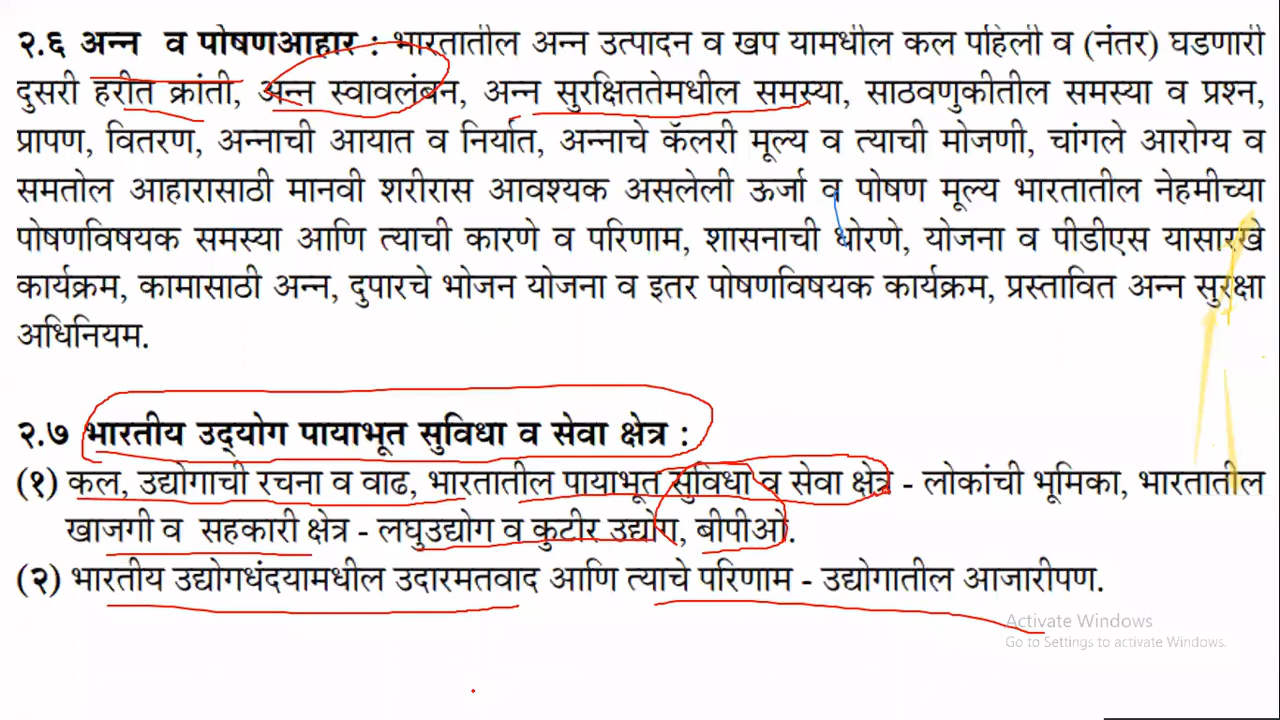 २.६ अन्न व पोषणआहार : भारतातील अन्न उत्पादन व खप यामधील कल पहिली व (नंतर) घडणारी
दुसरी हरीत क्रांती, अन्न स्वावलंबन, अन्न सुरक्षिततेमधील समस्या, साठवणुकीतील समस्या व प्रश्न,
प्रापण, वितरण, अन्नाची आयात व निर्यात, अन्नाचे कॅलरी मूल्य व त्याची मोजणी, चांगले आरोग्य व
समतोल आहारासाठी मानवी शरीरास आवश्यक असलेली ऊर्जा व पोषण मूल्य भारतातील नेहमीच्या
पोषणविषयक समस्या आणि त्याची कारणे व परिणाम, शासनाची धोरणे, योजना व पीडीएस यासारखे
कार्यक्रम, कामासाठी अन्न, दुपारचे भोजन योजना व इतर पोषणविषयक कार्यक्रम, प्रस्तावित अन्न सुरक्षा
अधिनियम.
२.७ भारतीय उद्‌योग पायाभूत सुविधा व सेवा क्षेत्र :
(१) कल, उद्योगाची रचना व वाढ, भारतातील पायाभूत सुविधा व सेवा क्षेत्र - लोकांची भूमिका, भारतातील
खाजगी व सहकारी क्षेत्र - लघुउद्योग व कुटीर उद्योग, बीपीओ.
(२) भारतीय उद्योगधंदयामधील उदारमतवाद आणि त्याचे परिणाम - उद्योगातील आजारीपण.
Activate Windows
Go to Settings to activate Windows.